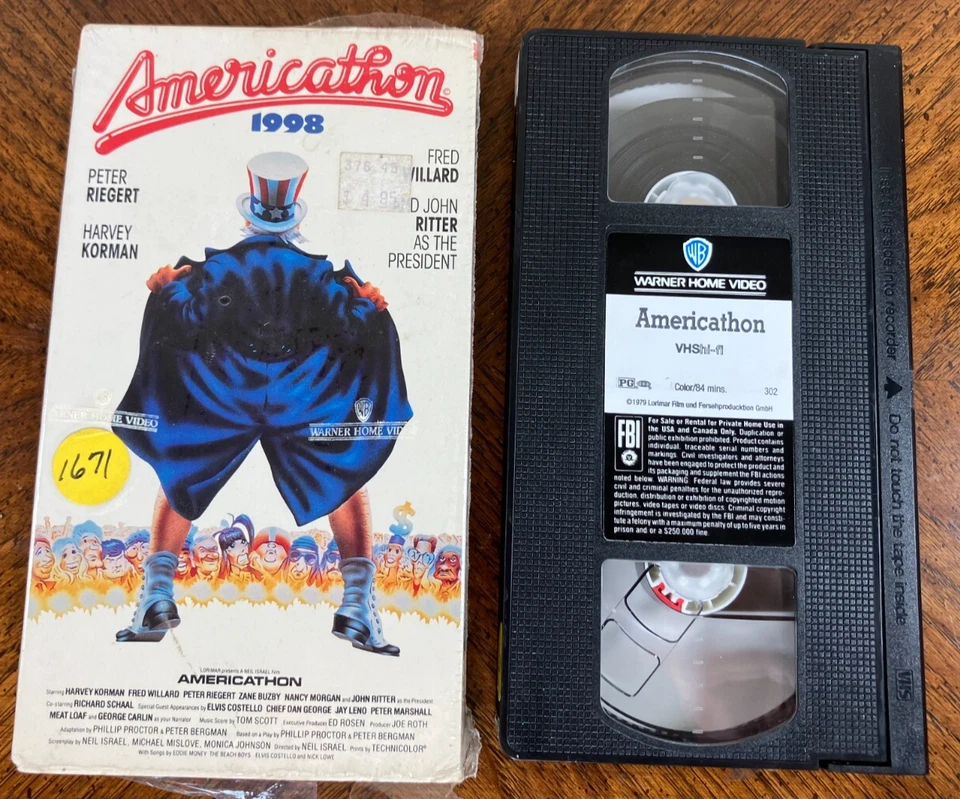 Americathon
1998
PETER
RIEGERT
HARVEY
KORMAN
FRED
WILLARD
JOHN
RITTER
AS THE
PRESIDENT
376 45
$ 4.95
HOME VIDEO
WARNER HOME VIDEO
1671
LORIMAR presents A NEIL ISRAEL Film
AMERICATHON
Starring HARVEY KORMAN FRED WILLARD PETER RIEGERT ZANE BUZBY NANCY MORGAN and JOHN RITTER as the President
Co-starring RICHARD SCHAAL Special Guest Appearances by ELVIS COSTELLO CHIEF DAN GEORGE JAY LENO PETER MARSHALL
MEAT LOAF and GEORGE CARLIN as your Narrator Music Score by TOM SCOTT Executive Producer ED ROSEN Producer JOE ROTH
Adaptation by PHILLIP PROCTOR & PETER BERGMAN Based on a Play by PHILLIP PROCTOR & PETER BERGMAN
Screenplay by NEIL ISRAEL, MICHAEL MISLOVE, MONICA JOHNSON Directed by NEIL ISRAEL Prints by TECHNICOLOR®
With Songs by EDDIE MONEY THE BEACH BOYS ELVIS COSTELLO and NICK LOWE
WB
WARNER HOME VIDEO
Americathon
VHS hi-fi
PG Color/84 mins. 302
©1979 Lorimar Film und Fernsehproducktion GmbH
FBI
For Sale or Rental for Private Home Use in
the USA and Canada Only. Duplication or
public exhibition prohibited. Product contains
individual, traceable serial numbers and
markings. Civil investigators and attorneys
have been engaged to protect the product and
its packaging and supplement the FBI actions
noted below. WARNING: Federal law provides severe
civil and criminal penalties for the unauthorized repro-
duction, distribution or exhibition of copyrighted motion
pictures, video tapes or video discs. Criminal copyright
infringement is investigated by the FBI and may consti-
tute a felony with a maximum penalty of up to five years in
prison and or a $250,000 fine.
into recorder
Do not touch the tape inside
VHS